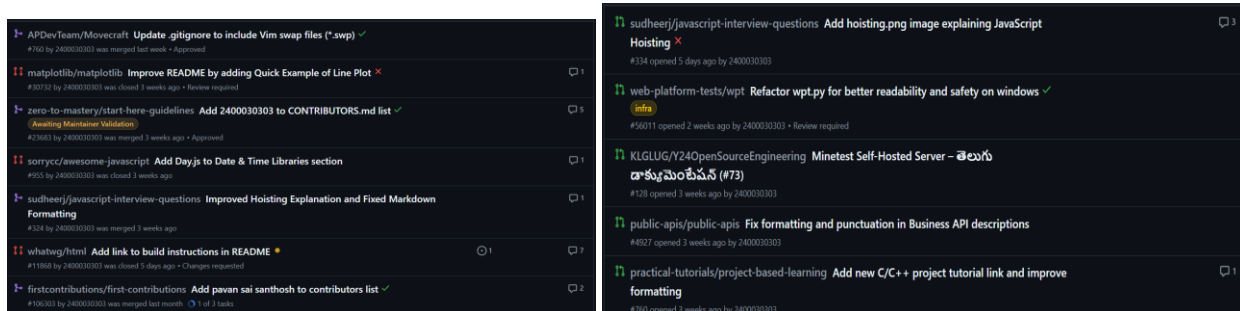 APDevTeam/Movecraft Update .gitignore to include Vim swap files (*.swp)
#760 by 2400030303 was merged last week • Approved
matplotlib/matplotlib Improve README by adding Quick Example of Line Plot
1
#30732 by 2400030303 was closed 3 weeks ago • Review required
zero-to-mastery/start-here-guidelines Add 2400030303 to CONTRIBUTORS.md list
5
Awaiting Maintainer Validation
#23683 by 2400030303 was merged 3 weeks ago • Approved
sorrycc/awesome-javascript Add Day.js to Date & Time Libraries section
1
#955 by 2400030303 was closed 3 weeks ago
sudheerj/javascript-interview-questions Improved Hoisting Explanation and Fixed Markdown
1
Formatting
#324 by 2400030303 was merged 3 weeks ago
whatwg/html Add link to build instructions in README
1
7
#11868 by 2400030303 was closed 5 days ago • Changes requested
firstcontributions/first-contributions Add pavan sai santhosh to contributors list
2
#106303 by 2400030303 was merged last month 1 of 3 tasks
sudheerj/javascript-interview-questions Add hoisting.png image explaining JavaScript
3
Hoisting
#334 opened 5 days ago by 2400030303
web-platform-tests/wpt Refactor wpt.py for better readability and safety on windows
infra
#56011 opened 2 weeks ago by 2400030303 • Review required
KLGLUG/Y24OpenSourceEngineering Minetest Self-Hosted Server – తెలుగు
డాక్యుమెంటేషన్ (#73)
#128 opened 3 weeks ago by 2400030303
public-apis/public-apis Fix formatting and punctuation in Business API descriptions
#4927 opened 3 weeks ago by 2400030303
practical-tutorials/project-based-learning Add new C/C++ project tutorial link and improve
1
formatting
#760 opened 3 weeks ago by 2400030303